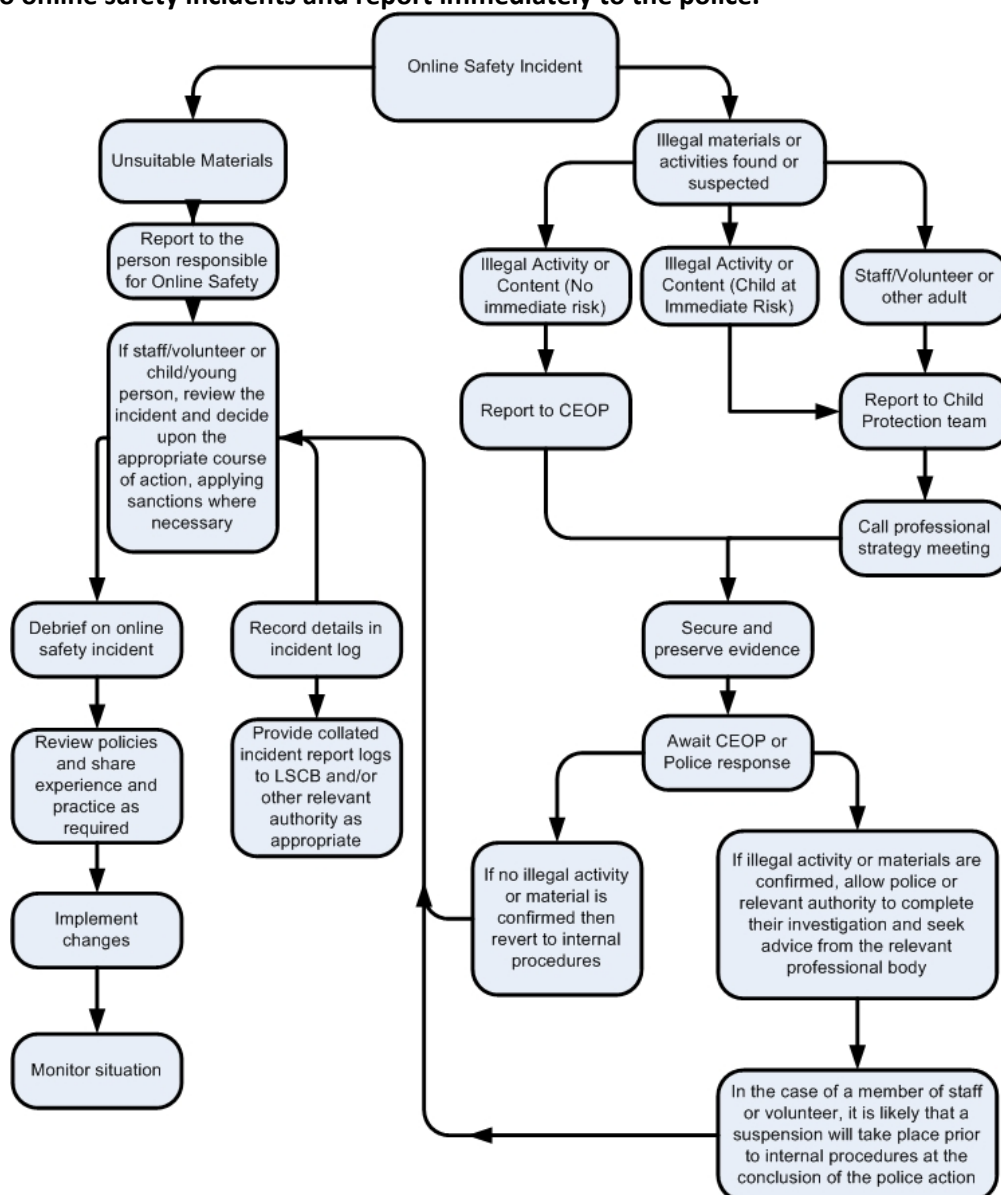 o online safety incidents and report immediately to the police.
Online Safety Incident
Unsuitable Materials
Illegal materials or
activities found or
suspected
Report to the
person responsible
for Online Safety
Illegal Activity or
Content (No
immediate risk)
Illegal Activity or
Content (Child at
Immediate Risk)
Staff/Volunteer or
other adult
If staff/volunteer or
child/young
person, review the
incident and decide
upon the
appropriate course
of action, applying
sanctions where
necessary
Report to CEOP
Report to Child
Protection team
Call professional
strategy meeting
Debrief on online
safety incident
Record details in
incident log
Secure and
preserve evidence
Review policies
and share
experience and
practice as
required
Provide collated
incident report logs
to LSCB and/or
other relevant
authority as
appropriate
Await CEOP or
Police response
If no illegal activity
or material is
confirmed then
revert to internal
procedures
If illegal activity or materials are
confirmed, allow police or
relevant authority to complete
their investigation and seek
advice from the relevant
professional body
Implement
changes
Monitor situation
In the case of a member of staff
or volunteer, it is likely that a
suspension will take place prior
to internal procedures at the
conclusion of the police action